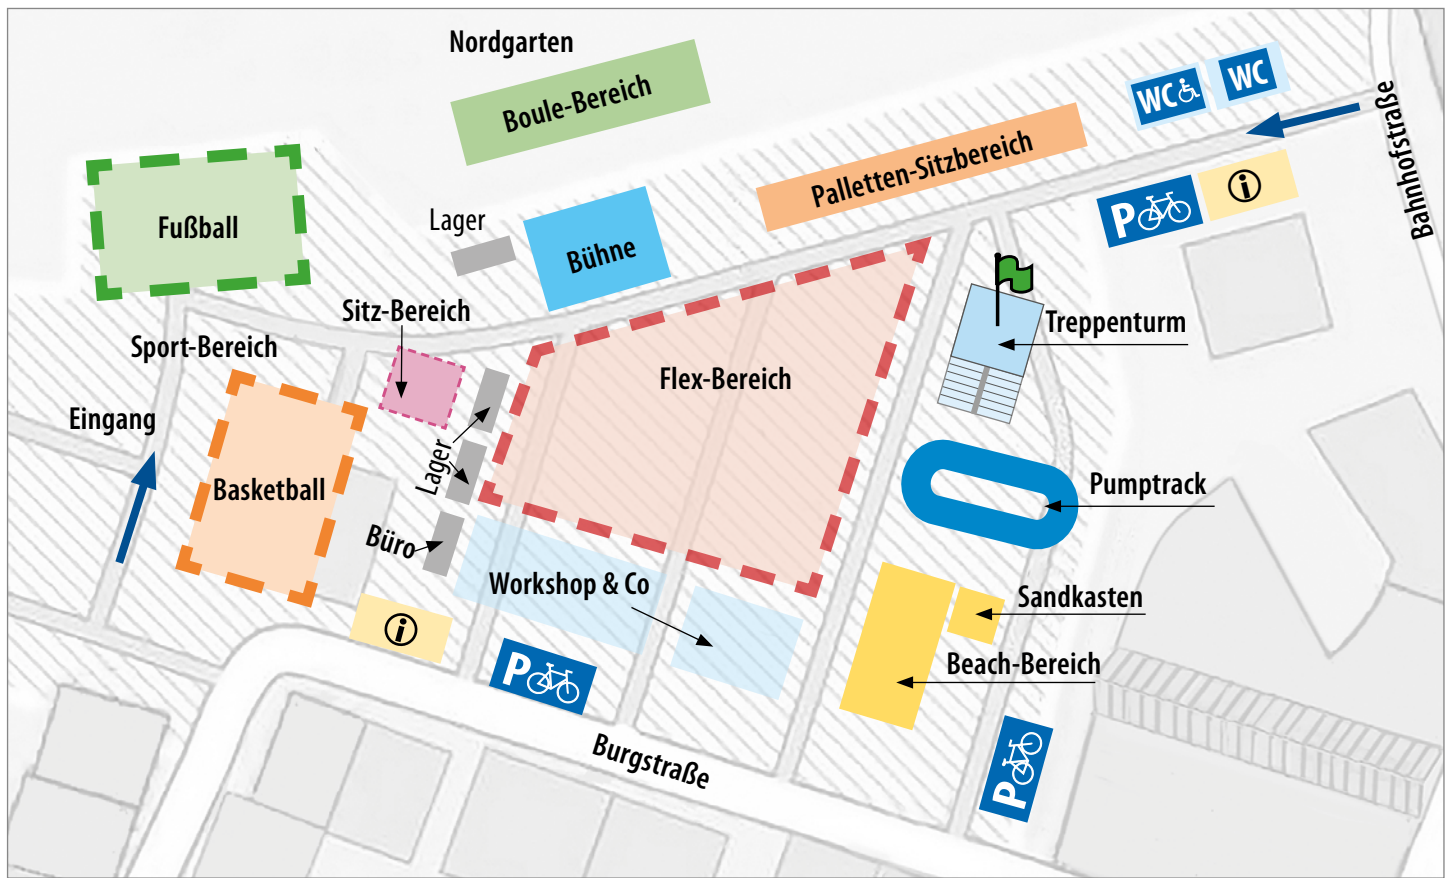 Nordgarten
Boule-Bereich
WC
WC
Bahnhofstraße
Palletten-Sitzbereich
P
i
Fußball
Lager
Bühne
Sitz-Bereich
Treppenturm
Sport-Bereich
Flex-Bereich
Eingang
Lager
Basketball
Pumptrack
Büro
Workshop & Co
Sandkasten
i
Beach-Bereich
P
Burgstraße
P